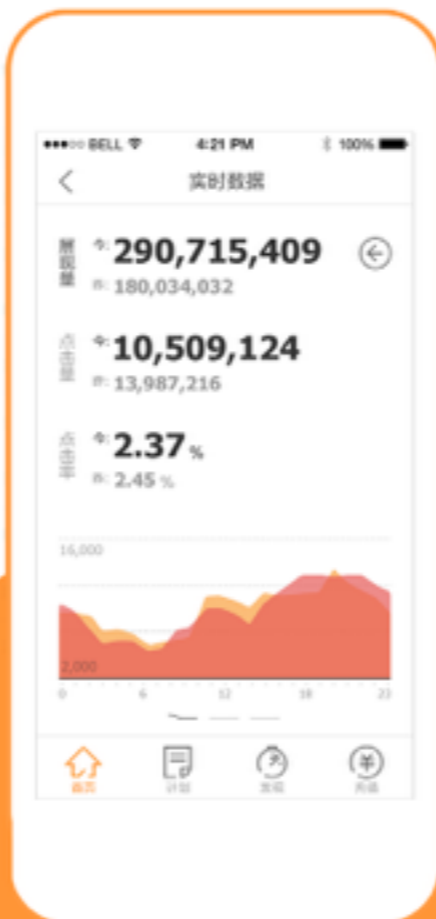 BELL 4:21 PM 100%
实时数据
展现量
今: 290,715,409
昨: 180,034,032
点击量
今: 10,509,124
昨: 13,987,216
点击率
今: 2.37 %
昨: 2.45 %
16,000
2,000
0 6 12 18 23
首页 计划 发现 充值